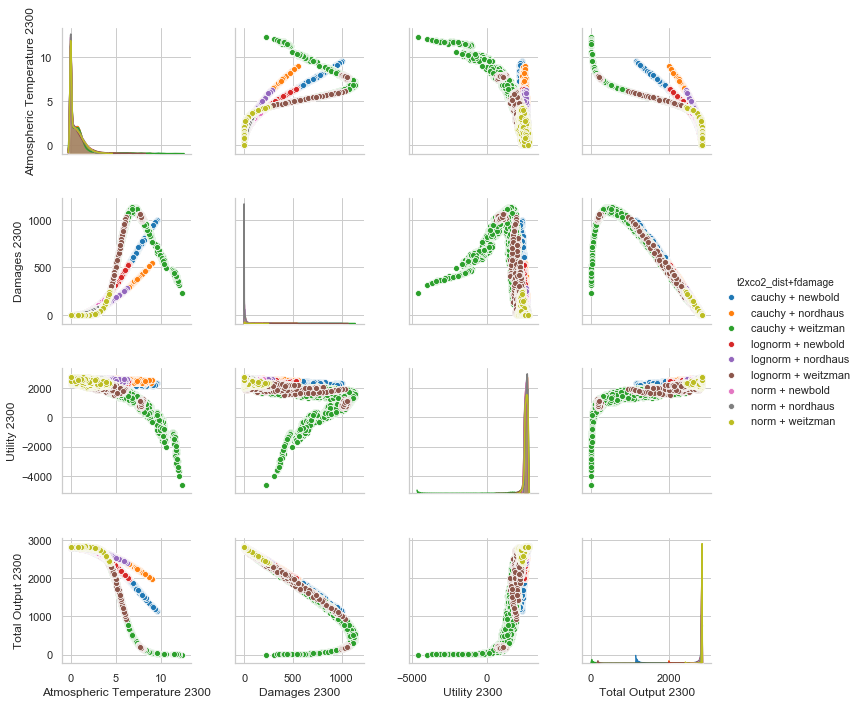 Atmospheric Temperature 2300
10
5
0
Damages 2300
1000
500
0
Utility 2300
2000
0
−2000
−4000
Total Output 2300
3000
2000
1000
0
0
5
10
Atmospheric Temperature 2300
0
500
1000
Damages 2300
−5000
0
Utility 2300
0
2000
Total Output 2300
t2xco2_dist+fdamage
cauchy + newbold
cauchy + nordhaus
cauchy + weitzman
lognorm + newbold
lognorm + nordhaus
lognorm + weitzman
norm + newbold
norm + nordhaus
norm + weitzman